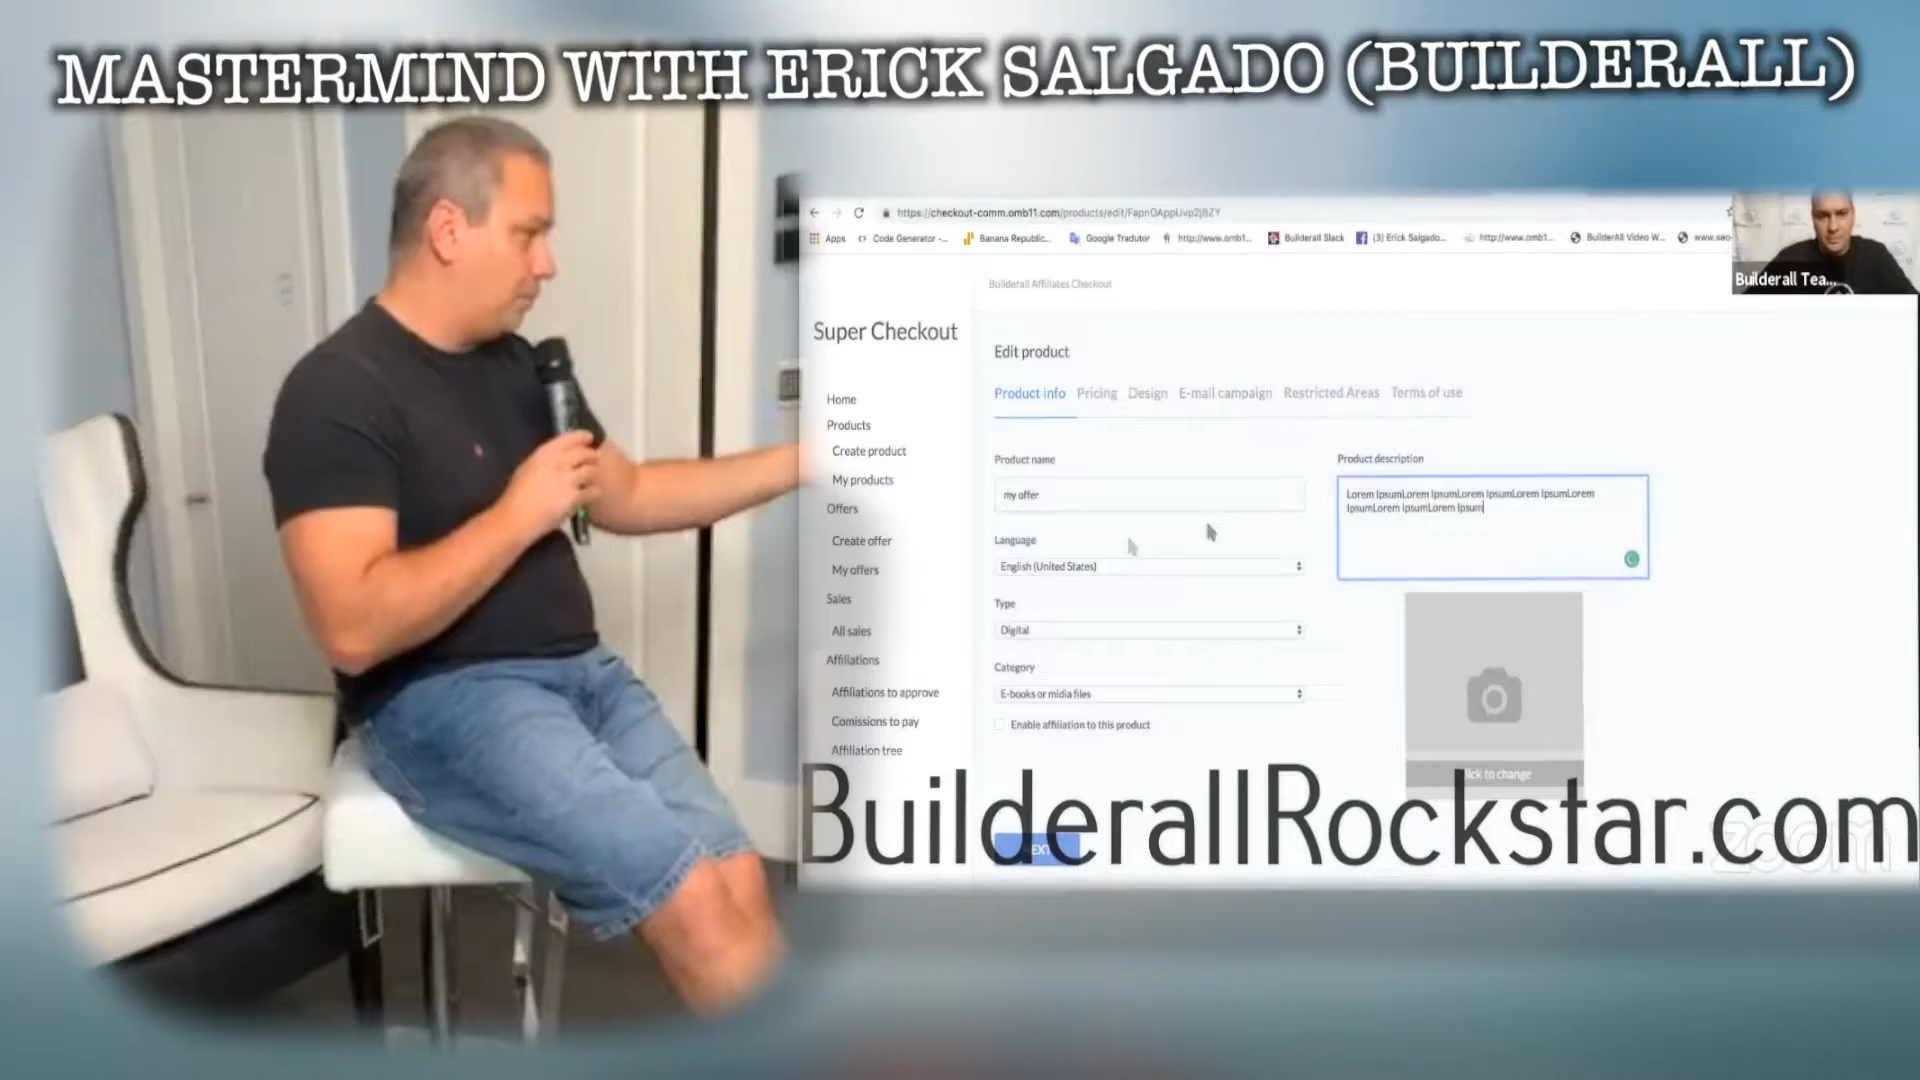 MASTERMIND WITH ERICK SALGADO (BUILDERALL)
https://checkout-comm.omb11.com/products/edit/FapnOAppUvp2j8ZY
Apps Code Generator -... Banana Republic... Google Tradutor http://www.omb1... Builderall Slack (3) Erick Salgado... http://www.omb1... BuilderAll Video W... www.seo
Builderall Tea...
Builderall Affiliates Checkout
Super Checkout
Home
Products
Create product
My products
Offers
Create offer
My offers
Sales
All sales
Affiliations
Affiliations to approve
Comissions to pay
Affiliation tree
Edit product
Product info Pricing Design E-mail campaign Restricted Areas Terms of use
Product name
my offer
Language
English (United States)
Type
Digital
Category
E-books or midia files
Enable affiliation to this product
Product description
Lorem IpsumLorem IpsumLorem IpsumLorem IpsumLorem
IpsumLorem IpsumLorem Ipsum
to change
BuilderallRockstar.com
zoom